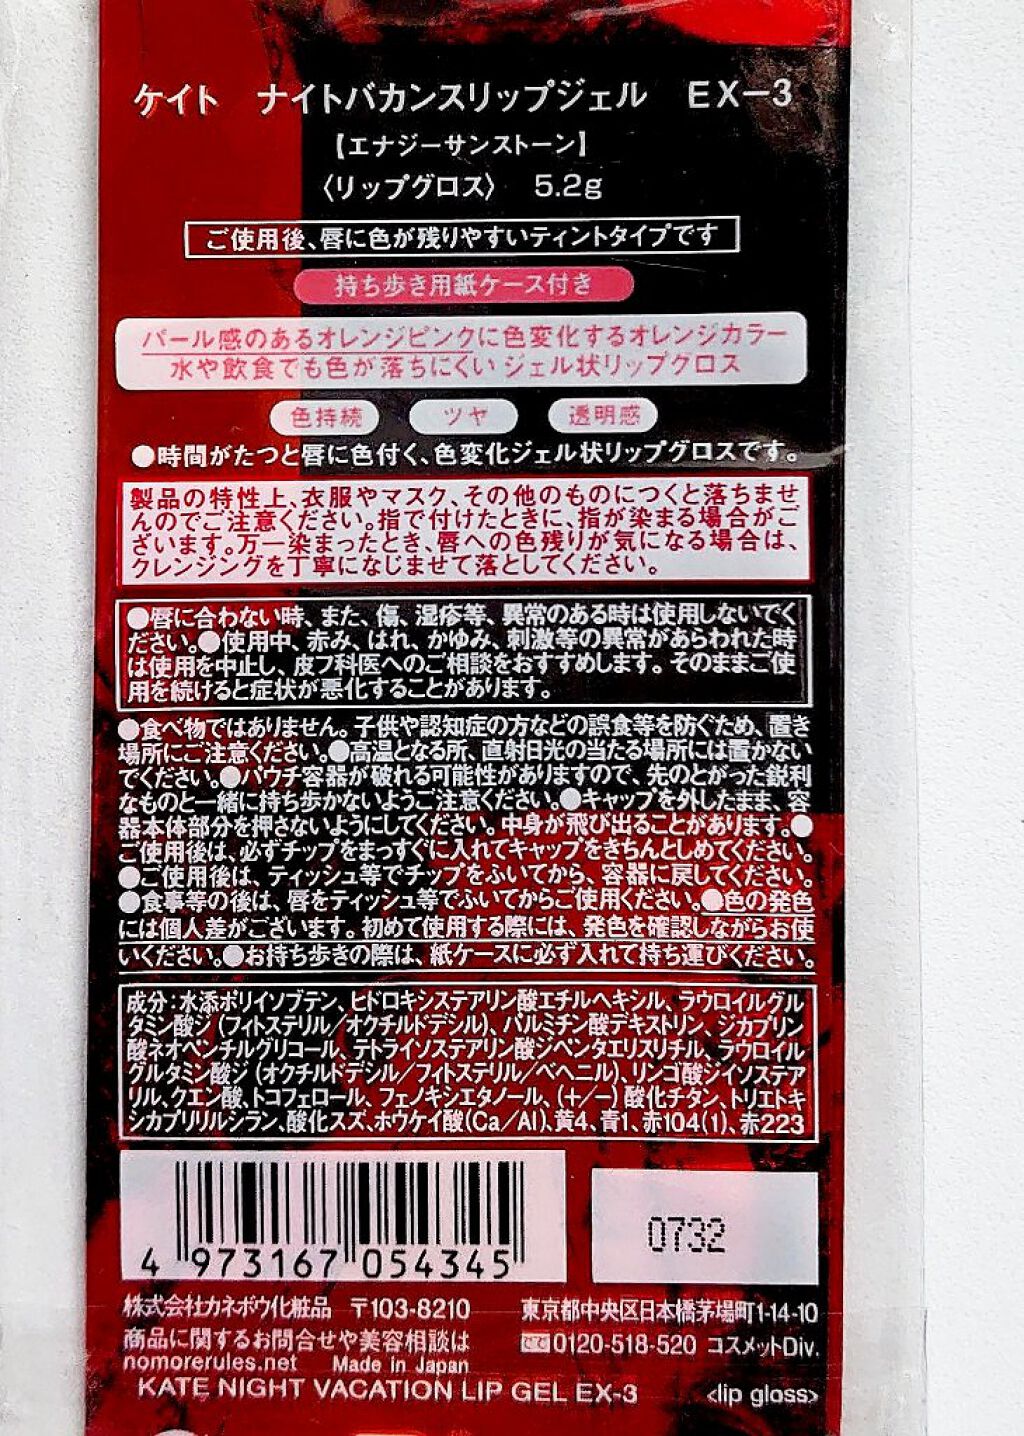 ケイト ナイトバカンスリップジェル EX-3
【エナジーサンストーン】
〈リップグロス〉 5.2g
ご使用後、唇に色が残りやすいティントタイプです
持ち歩き用紙ケース付き
パール感のあるオレンジピンクに色変化するオレンジカラー
水や飲食でも色が落ちにくい ジェル状リップグロス
色持続 ツヤ 透明感
●時間がたつと唇に色付く、色変化ジェル状リップグロスです。
製品の特性上、衣服やマスク、その他のものにつくと落ちませ
んのでご注意ください。指で付けたときに、指が染まる場合がご
ざいます。万一染まったとき、唇への色残りが気になる場合は、
クレンジングを丁寧になじませて落としてください。
●唇に合わない時、また、傷、湿疹等、異常のある時は使用しないでく
ださい。●使用中、赤み、はれ、かゆみ、刺激等の異常があらわれた時
は使用を中止し、皮フ科医へのご相談をおすすめします。そのままご使
用を続けると症状が悪化することがあります。
●食べ物ではありません。子供や認知症の方などの誤食等を防ぐため、置き
場所にご注意ください。●高温となる所、直射日光の当たる場所には置かない
でください。●パウチ容器が破れる可能性がありますので、先のとがった鋭利
なものと一緒に持ち歩かないようご注意ください。●キャップを外したまま、容
器本体部分を押さないようにしてください。中身が飛び出ることがあります。●
ご使用後は、必ずチップをまっすぐに入れてキャップをきちんとしめてください。
●ご使用後は、ティッシュ等でチップをふいてから、容器に戻してください。
●食事等の後は、唇をティッシュ等でふいてからご使用ください。●色の発色
には個人差がございます。初めて使用する際には、発色を確認しながらお使
いください。●お持ち歩きの際は、紙ケースに必ず入れて持ち運びください。
成分：水添ポリイソブテン、ヒドロキシステアリン酸エチルヘキシル、ラウロイルグル
タミン酸ジ（フィトステリル／オクチルドデシル）、パルミチン酸デキストリン、ジカプリン
酸ネオペンチルグリコール、テトライソステアリン酸ジペンタエリスリチル、ラウロイル
グルタミン酸ジ（オクチルドデシル／フィトステリル／ベヘニル）、リンゴ酸ジイソステア
リル、クエン酸、トコフェロール、フェノキシエタノール、（+/-）酸化チタン、トリエトキ
シカプリリルシラン、酸化スズ、ホウケイ酸（Ca／Al）、黄4、青1、赤104(1)、赤223
4 973167 054345
0732
株式会社カネボウ化粧品 〒103-8210 東京都中央区日本橋茅場町1-14-10
商品に関するお問合せや美容相談は 0120-518-520 コスメットDiv.
nomorerules.net Made in Japan
KATE NIGHT VACATION LIP GEL EX-3 <lip gloss>